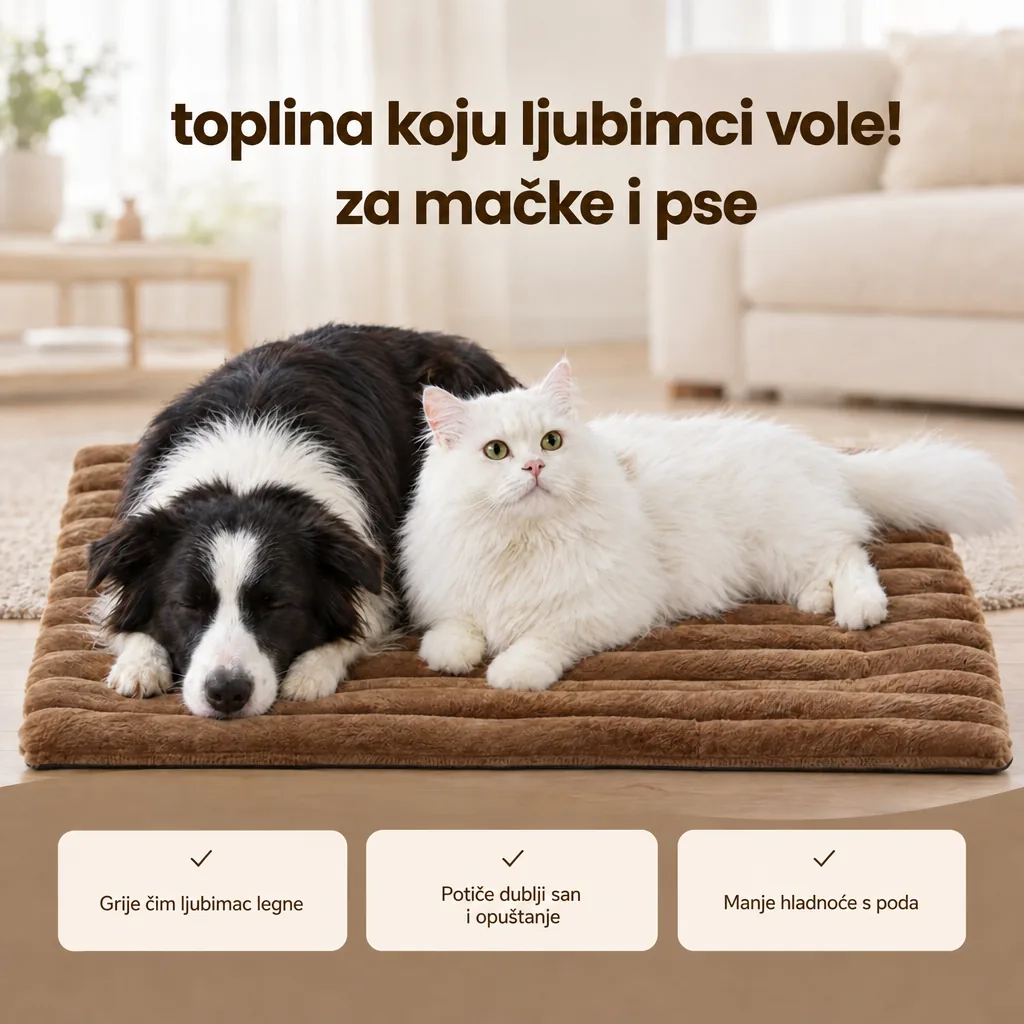 toplina koju ljubimci vole!
za mačke i pse
Grije čim ljubimac legne
Potiče dublji san
i opuštanje
Manje hladnoće s poda